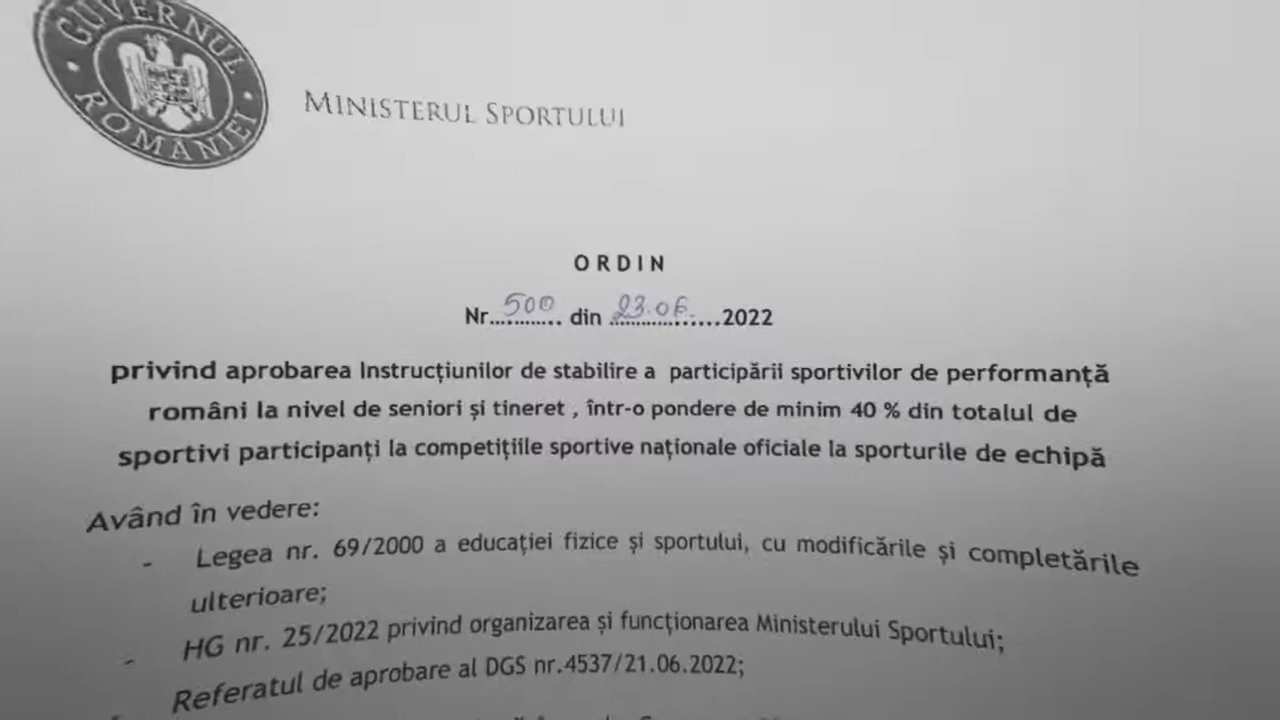 GUVERNUL ROMÂNIEI
MINISTERUL SPORTULUI
ORDIN
Nr.500........ din 23.06........2022
privind aprobarea Instrucțiunilor de stabilire a participării sportivilor de performanță
români la nivel de seniori și tineret , într-o pondere de minim 40 % din totalul de
sportivi participanți la competițiile sportive naționale oficiale la sporturile de echipă
Având în vedere:
- Legea nr. 69/2000 a educației fizice și sportului, cu modificările și completările
ulterioare;
- HG nr. 25/2022 privind organizarea și funcționarea Ministerului Sportului;
- Referatul de aprobare al DGS nr.4537/21.06.2022;